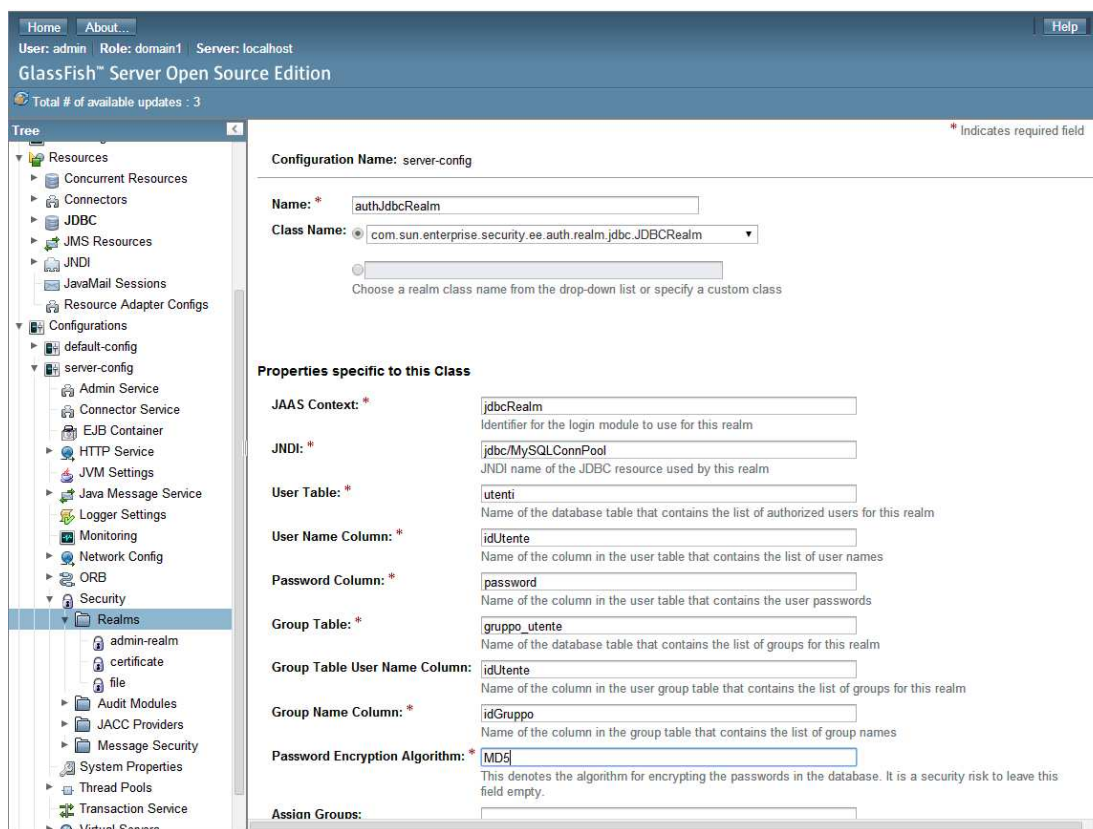 Home About... Help
User: admin Role: domain1 Server: localhost
GlassFish™ Server Open Source Edition
Total # of available updates : 3
Tree
Resources
Concurrent Resources
Connectors
JDBC
JMS Resources
JNDI
JavaMail Sessions
Resource Adapter Configs
Configurations
default-config
server-config
Admin Service
Connector Service
EJB Container
HTTP Service
JVM Settings
Java Message Service
Logger Settings
Monitoring
Network Config
ORB
Security
Realms
admin-realm
certificate
file
Audit Modules
JACC Providers
Message Security
System Properties
Thread Pools
Transaction Service
Virtual Servers
* Indicates required field
Configuration Name: server-config
Name: * authJdbcRealm
Class Name: com.sun.enterprise.security.ee.auth.realm.jdbc.JDBCRealm
Choose a realm class name from the drop-down list or specify a custom class
Properties specific to this Class
JAAS Context: * jdbcRealm
Identifier for the login module to use for this realm
JNDI: * jdbc/MySQLConnPool
JNDI name of the JDBC resource used by this realm
User Table: * utenti
Name of the database table that contains the list of authorized users for this realm
User Name Column: * idUtente
Name of the column in the user table that contains the list of user names
Password Column: * password
Name of the column in the user table that contains the user passwords
Group Table: * gruppo_utente
Name of the database table that contains the list of groups for this realm
Group Table User Name Column: idUtente
Name of the column in the user group table that contains the list of groups for this realm
Group Name Column: * idGruppo
Name of the column in the group table that contains the list of group names
Password Encryption Algorithm: * MD5
This denotes the algorithm for encrypting the passwords in the database. It is a security risk to leave this
field empty.
Assign Groups: